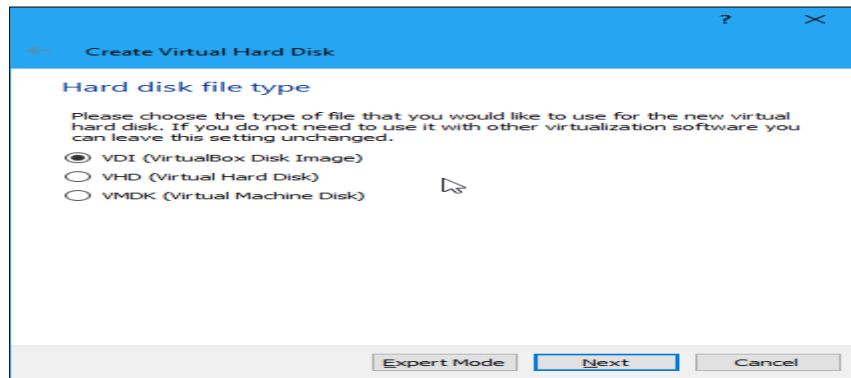 ?
Create Virtual Hard Disk
Hard disk file type
Please choose the type of file that you would like to use for the new virtual
hard disk. If you do not need to use it with other virtualization software you
can leave this setting unchanged.
VDI (VirtualBox Disk Image)
VHD (Virtual Hard Disk)
VMDK (Virtual Machine Disk)
Expert Mode Next Cancel